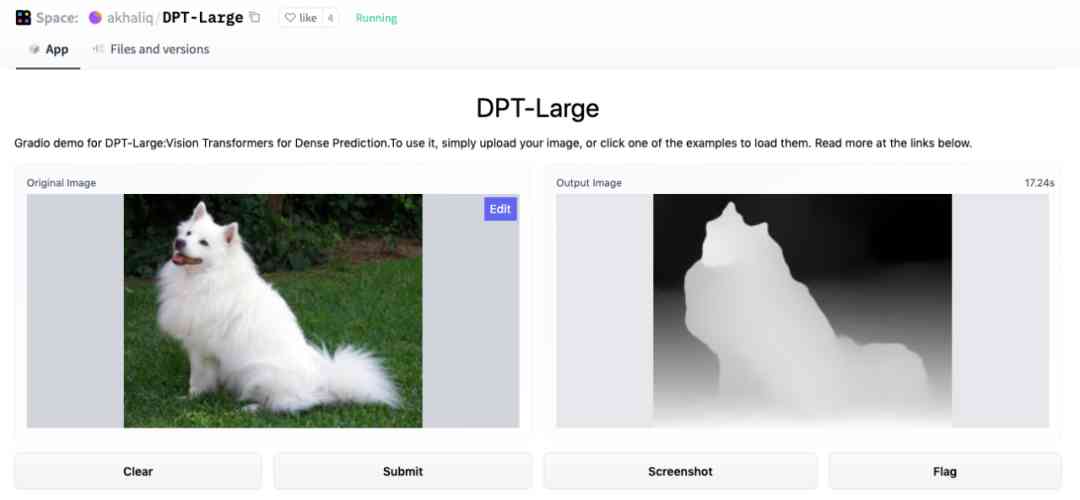 Space: akhaliq/DPT-Large like 4 Running
App Files and versions
DPT-Large
Gradio demo for DPT-Large:Vision Transformers for Dense Prediction.To use it, simply upload your image, or click one of the examples to load them. Read more at the links below.
Original Image Output Image 17.24s
Edit
Clear Submit Screenshot Flag